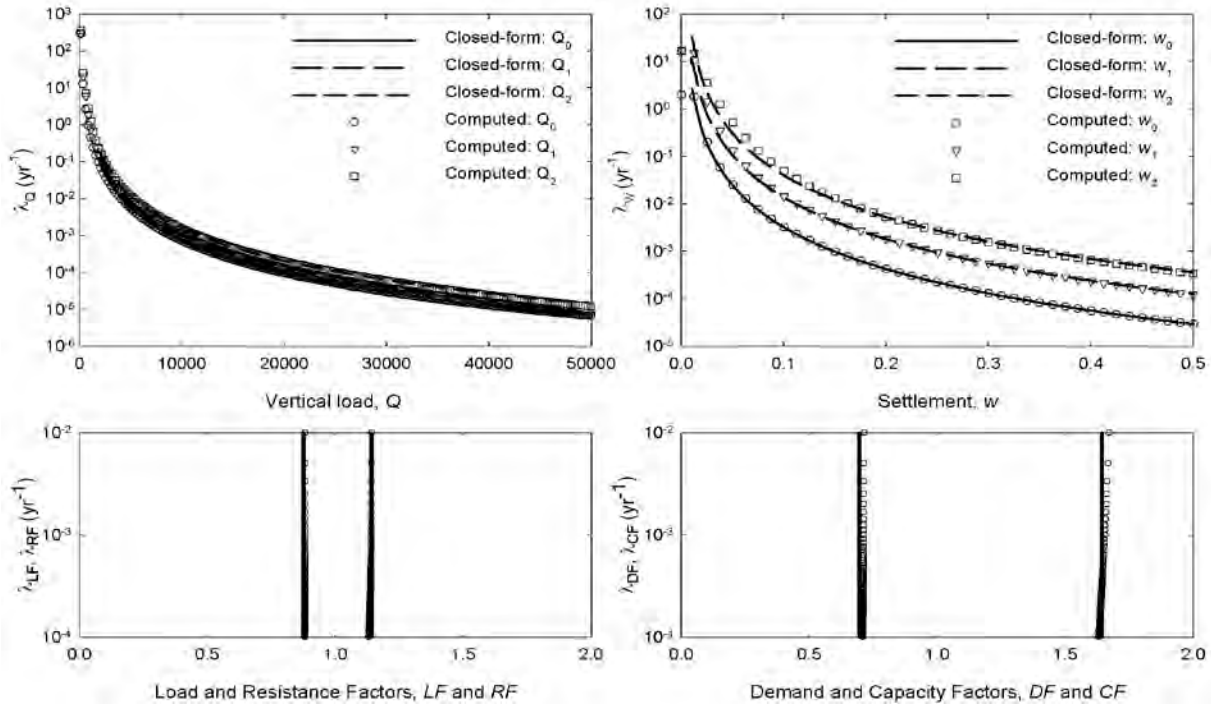 10³
10²
10¹
10⁰
10⁻¹
10⁻²
10⁻³
10⁻⁴
10⁻⁵
10⁻⁶
λQ (yr⁻¹)
Closed-form: Q₀
Closed-form: Q₁
Closed-form: Q₂
Computed: Q₀
Computed: Q₁
Computed: Q₂
0 10000 20000 30000 40000 50000
Vertical load, Q
10²
10¹
10⁰
10⁻¹
10⁻²
10⁻³
10⁻⁴
10⁻⁵
λw (yr⁻¹)
Closed-form: w₀
Closed-form: w₁
Closed-form: w₂
Computed: w₀
Computed: w₁
Computed: w₂
0.0 0.1 0.2 0.3 0.4 0.5
Settlement, w
10⁻²
10⁻³
10⁻⁴
λLF, λRF (yr⁻¹)
0.0 0.5 1.0 1.5 2.0
Load and Resistance Factors, LF and RF
10⁻²
10⁻³
λDF, λCF (yr⁻¹)
0.0 0.5 1.0 1.5 2.0
Demand and Capacity Factors, DF and CF